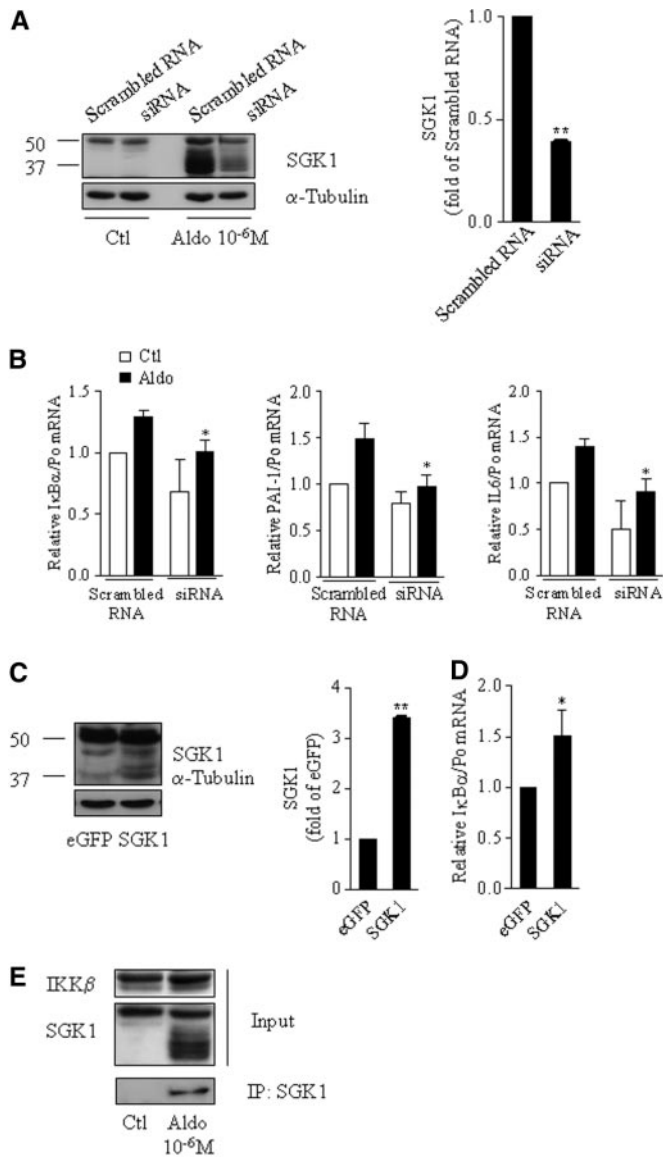 A
Scrambled RNA
siRNA
Scrambled RNA
siRNA
50
37
SGK1
α-Tubulin
Ctl
Aldo 10-6M
SGK1
(fold of Scrambled RNA)
1.0
0.5
0.0
**
Scrambled RNA
siRNA
B
Ctl
Aldo
Relative IκBα/Po mRNA
1.5
1.0
0.5
0.0
*
Scrambled
RNA
siRNA
Relative PAI-1/Po mRNA
2.0
1.5
1.0
0.5
0.0
*
Scrambled
RNA
siRNA
Relative IL6/Po mRNA
2.0
1.5
1.0
0.5
0.0
*
Scrambled
RNA
siRNA
C
50
37
SGK1
α-Tubulin
eGFP SGK1
SGK1
(fold of eGFP)
4
3
2
1
0
**
eGFP
SGK1
D
Relative IκBα/Po mRNA
2.0
1.5
1.0
0.5
0.0
*
eGFP
SGK1
E
IKKβ
SGK1
Input
IP: SGK1
Ctl
Aldo
10-6M